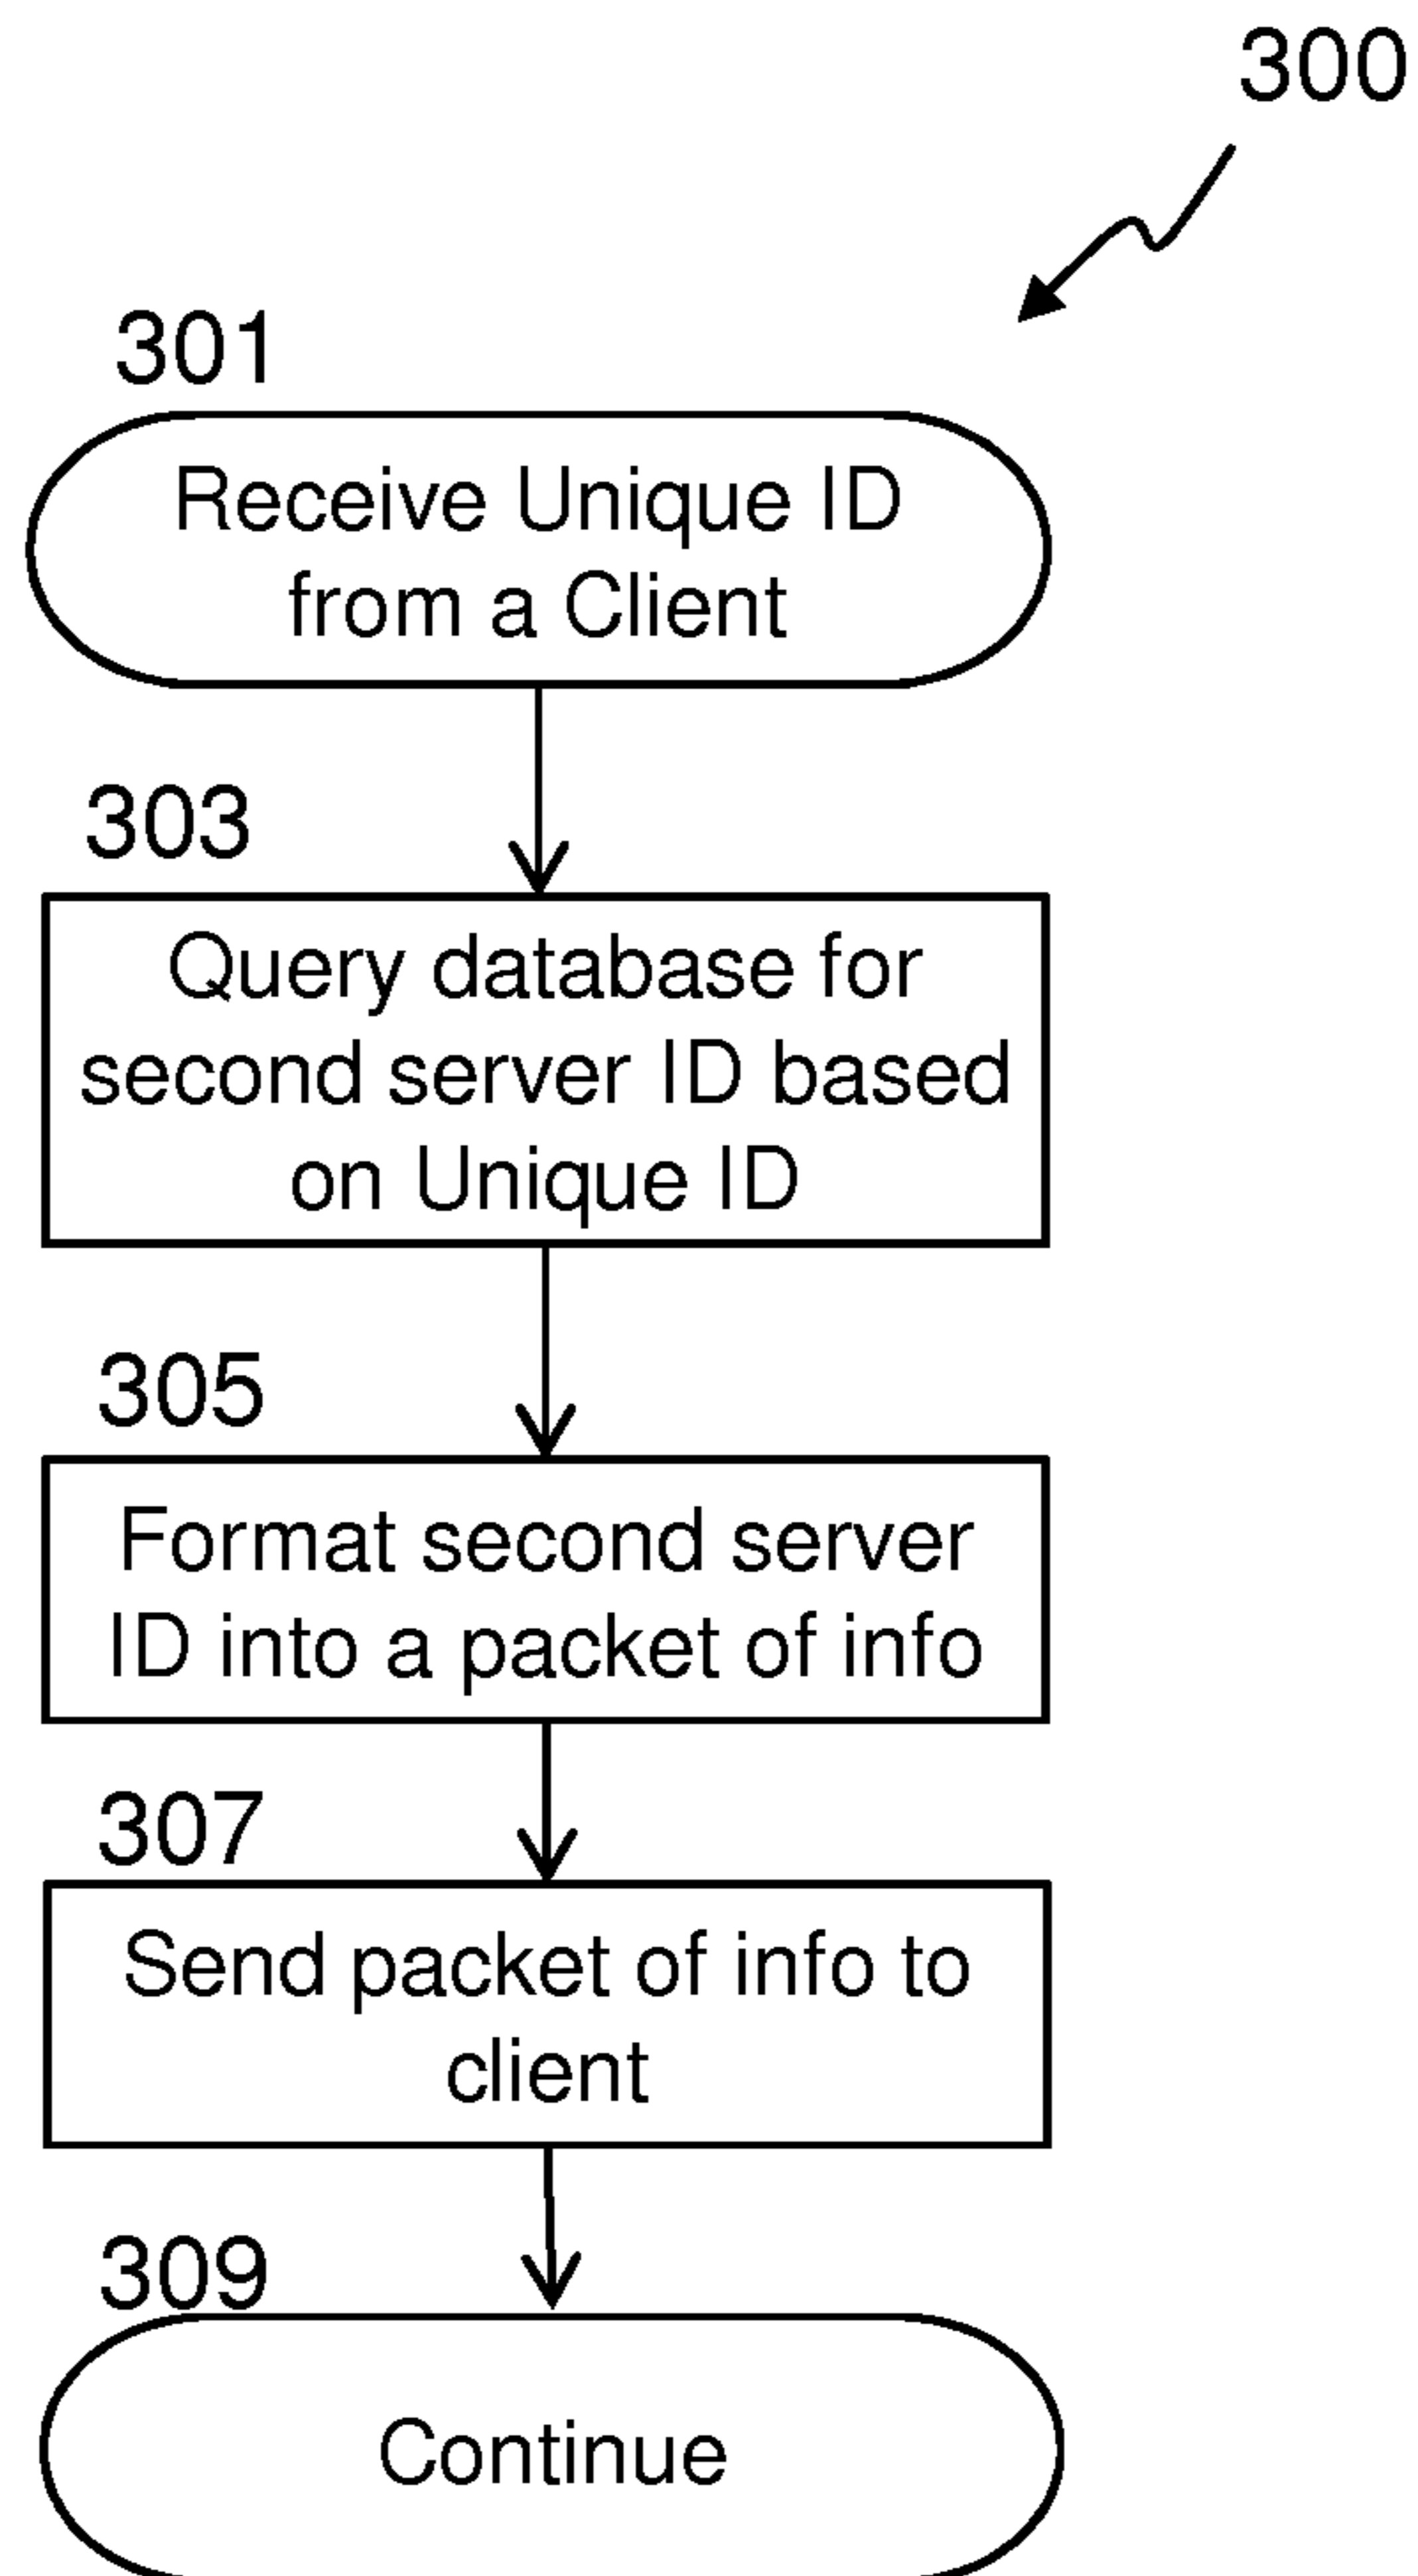 300
301
Receive Unique ID
from a Client
303
Query database for
second server ID based
on Unique ID
305
Format second server
ID into a packet of info
307
Send packet of info to
client
309
Continue